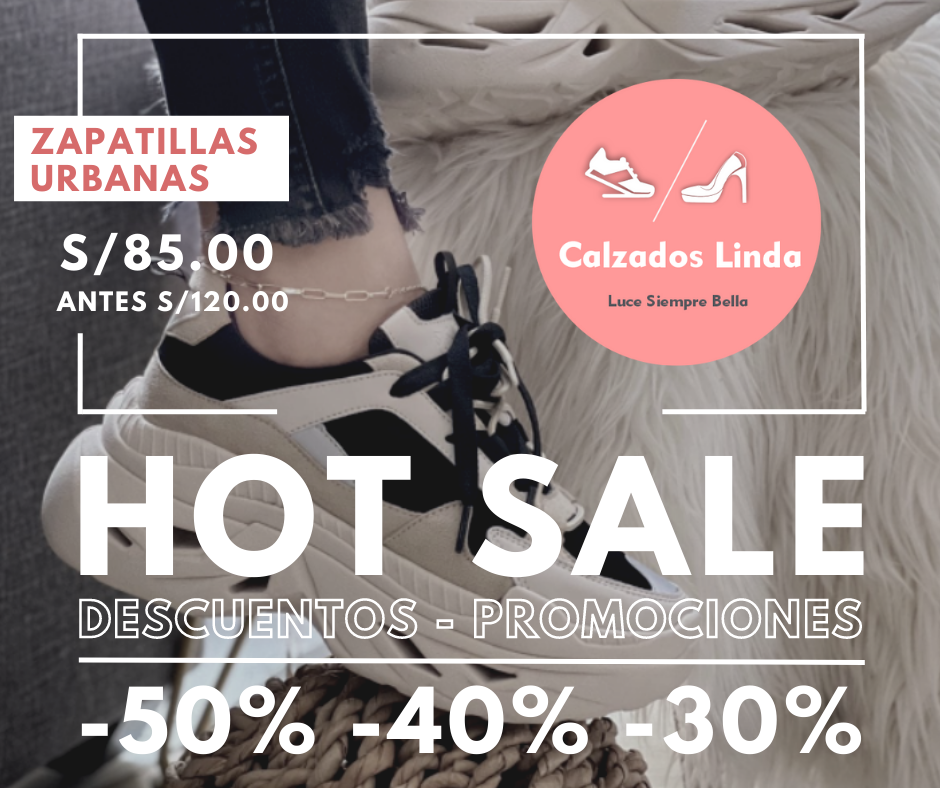 ZAPATILLAS
URBANAS
S/85.00
ANTES S/120.00
Calzados Linda
Luce Siempre Bella
HOT SALE
DESCUENTOS - PROMOCIONES
-50% -40% -30%